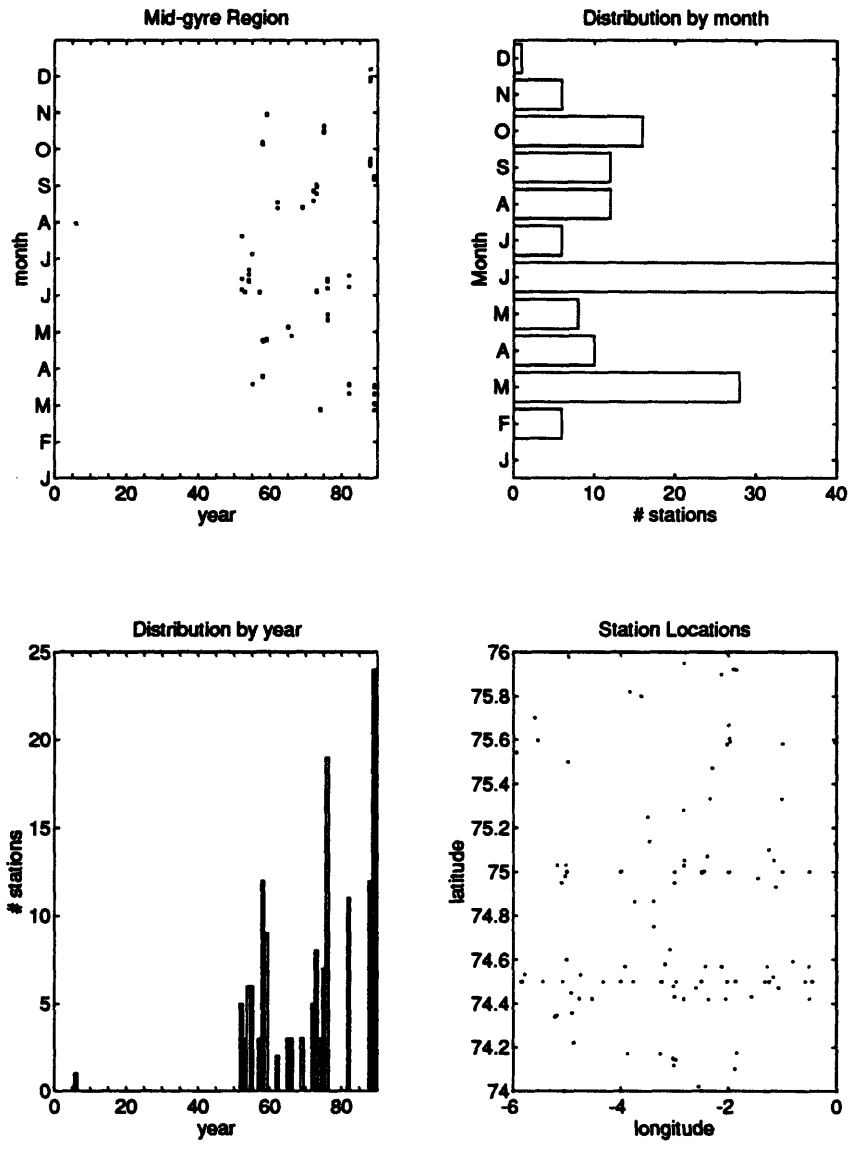 Mid-gyre Region
D
N
O
S
A
J
J
M
A
M
F
J
month
0 20 40 60 80
year
Distribution by month
D
N
O
S
A
J
J
M
A
M
F
J
Month
0 10 20 30 40
# stations
Distribution by year
25
20
15
10
5
0
# stations
0 20 40 60 80
year
Station Locations
76
75.8
75.6
75.4
75.2
75
74.8
74.6
74.4
74.2
74
latitude
-6 -4 -2 0
longitude